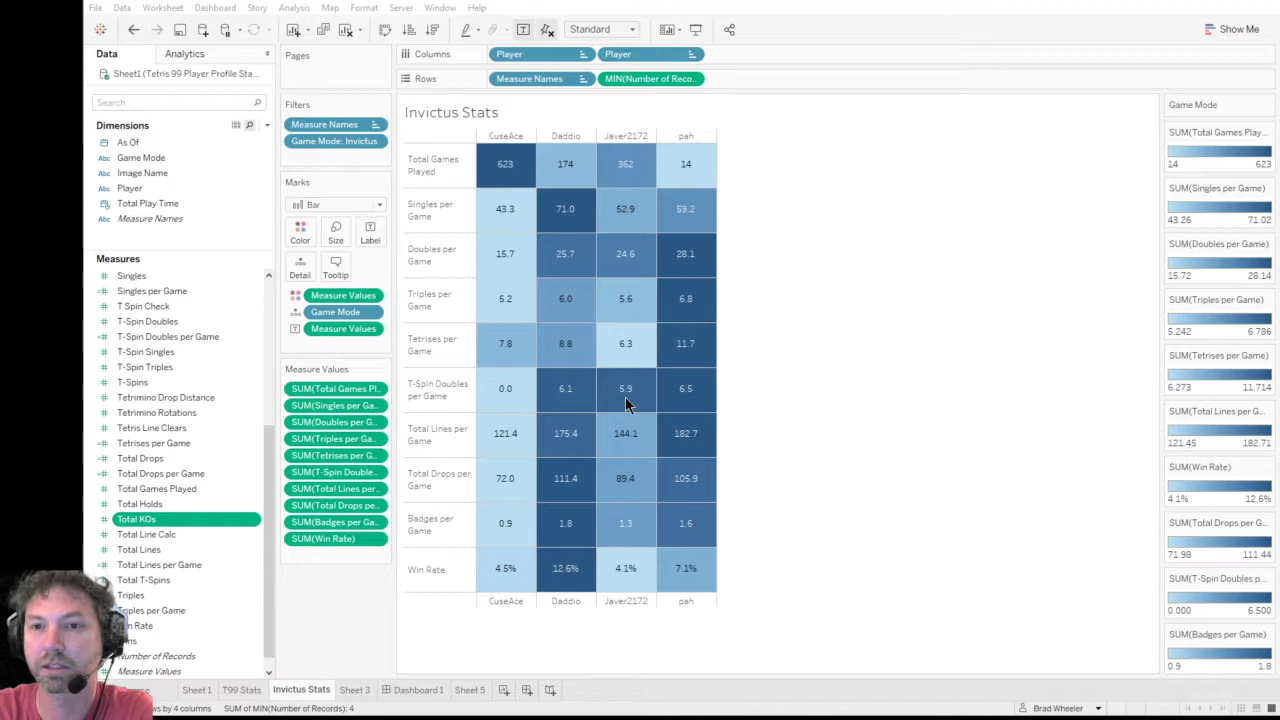 File Data Worksheet Dashboard Story Analysis Map Format Server Window Help
Standard
Show Me
Data Analytics
Sheet1 (Tetris 99 Player Profile Sta...
Search
Dimensions
As Of
Abc Game Mode
Abc Image Name
Abc Player
Total Play Time
Abc Measure Names
Measures
Singles
Singles per Game
T Spin Check
T-Spin Doubles
T-Spin Doubles per Game
T-Spin Singles
T-Spin Triples
T-Spins
Tetrimino Drop Distance
Tetrimino Rotations
Tetris Line Clears
Tetrises per Game
Total Drops
Total Drops per Game
Total Games Played
Total Holds
Total KOs
Total Line Calc
Total Lines
Total Lines per Game
Total T-Spins
Triples
Triples per Game
Win Rate
Number of Records
Measure Values
Pages
Filters
Measure Names
Game Mode: Invictus
Marks
Bar
Color Size Label
Detail Tooltip
Measure Values
Game Mode
Measure Values
Measure Values
SUM(Total Games Pl..
SUM(Singles per Ga..
SUM(Doubles per G..
SUM(Triples per Ga..
SUM(Tetrises per Ga..
SUM(T-Spin Double..
SUM(Total Lines per..
SUM(Total Drops pe..
SUM(Badges per Ga..
SUM(Win Rate)
Columns Player Player
Rows Measure Names MIN(Number of Reco..
Invictus Stats
CuseAce Daddio Javer2172 pah
Total Games
Played
623 174 362 14
Singles per
Game
43.3 71.0 52.9 59.2
Doubles per
Game
15.7 25.7 24.6 28.1
Triples per
Game
5.2 6.0 5.6 6.8
Tetrises per
Game
7.8 8.8 6.3 11.7
T-Spin Doubles
per Game
0.0 6.1 5.9 6.5
Total Lines per
Game
121.4 175.4 144.1 182.7
Total Drops per
Game
72.0 111.4 89.4 105.9
Badges per
Game
0.9 1.8 1.3 1.6
Win Rate 4.5% 12.6% 4.1% 7.1%
CuseAce Daddio Javer2172 pah
Game Mode
SUM(Total Games Play...
14 623
SUM(Singles per Game)
43.26 71.02
SUM(Doubles per Game)
15.72 28.14
SUM(Triples per Game)
5.242 6.786
SUM(Tetrises per Game)
6.273 11.714
SUM(Total Lines per G...
121.45 182.71
SUM(Win Rate)
4.1% 12.6%
SUM(Total Drops per G...
71.98 111.44
SUM(T-Spin Doubles p...
0.000 6.500
SUM(Badges per Game)
0.9 1.8
Sheet 1 T99 Stats Invictus Stats Sheet 3 Dashboard 1 Sheet 5
rows by 4 columns SUM of MIN(Number of Records): 4 Brad Wheeler